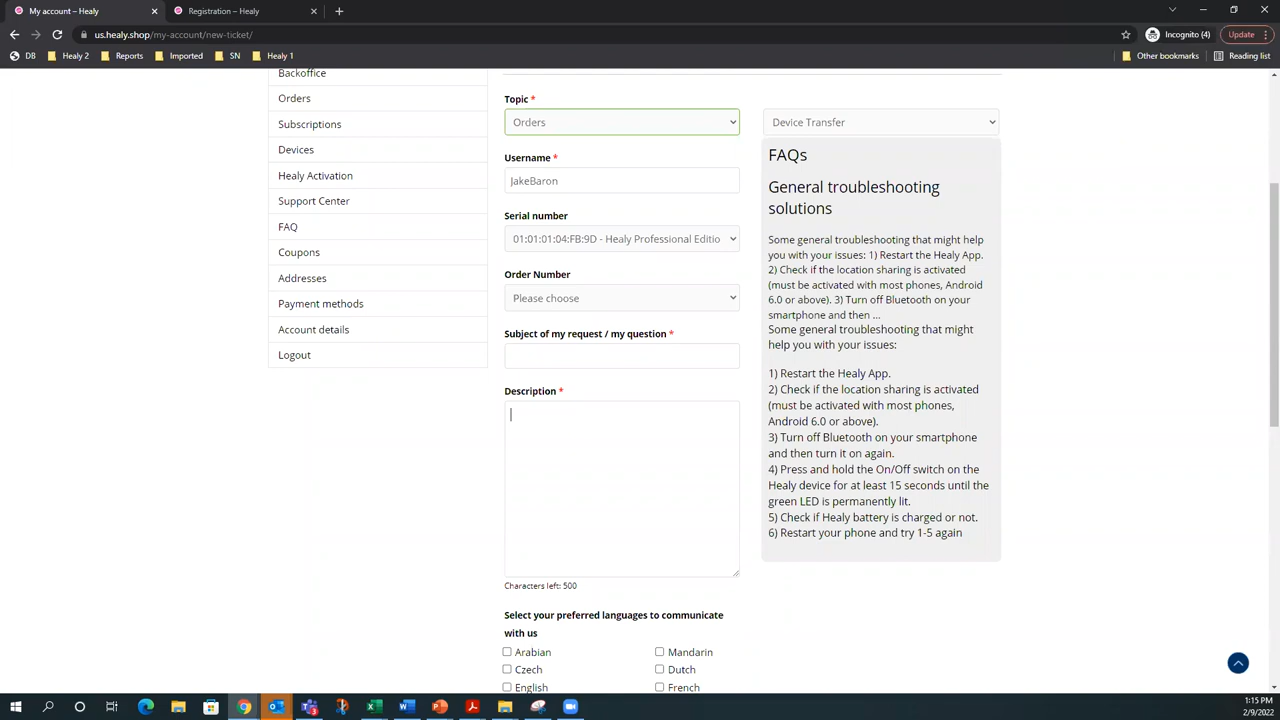 My account – Healy
Registration – Healy
us.healy.shop/my-account/new-ticket/
Incognito (4)
Update
DB
Healy 2
Reports
Imported
SN
Healy 1
Other bookmarks
Reading list
Backoffice
Orders
Subscriptions
Devices
Healy Activation
Support Center
FAQ
Coupons
Addresses
Payment methods
Account details
Logout
Topic *
Orders
Username *
JakeBaron
Serial number
01:01:01:04:FB:9D - Healy Professional Editio
Order Number
Please choose
Subject of my request / my question *
Description *
Characters left: 500
Select your preferred languages to communicate
with us
Arabian
Mandarin
Czech
Dutch
English
French
Device Transfer
FAQs
General troubleshooting
solutions
Some general troubleshooting that might help
you with your issues: 1) Restart the Healy App.
2) Check if the location sharing is activated
(must be activated with most phones, Android
6.0 or above). 3) Turn off Bluetooth on your
smartphone and then ...
Some general troubleshooting that might
help you with your issues:
1) Restart the Healy App.
2) Check if the location sharing is activated
(must be activated with most phones,
Android 6.0 or above).
3) Turn off Bluetooth on your smartphone
and then turn it on again.
4) Press and hold the On/Off switch on the
Healy device for at least 15 seconds until the
green LED is permanently lit.
5) Check if Healy battery is charged or not.
6) Restart your phone and try 1-5 again
1:15 PM
2/9/2022